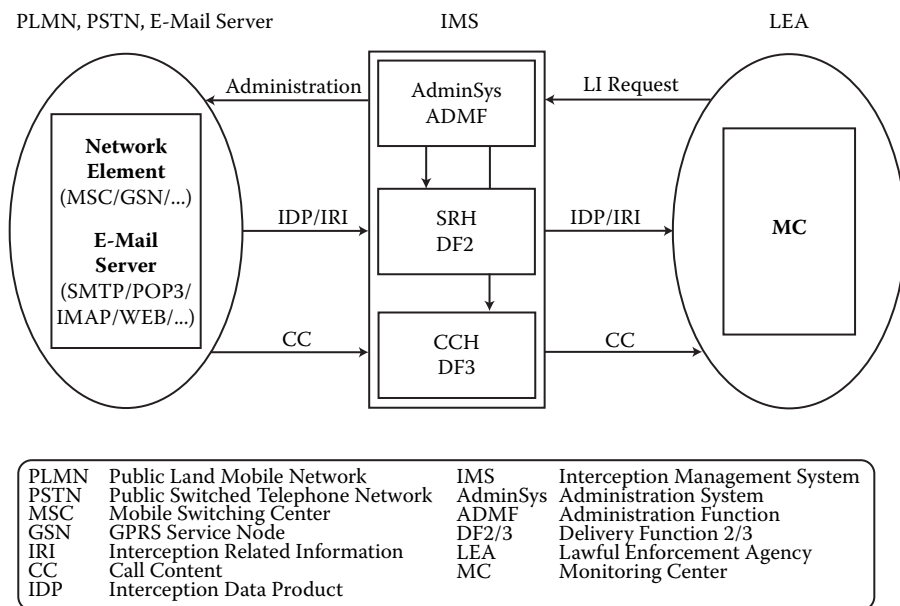 PLMN, PSTN, E-Mail Server
IMS
LEA
Administration
AdminSys
ADMF
LI Request
Network
Element
(MSC/GSN/...)
E-Mail
Server
(SMTP/POP3/
IMAP/WEB/...)
IDP/IRI
SRH
DF2
IDP/IRI
MC
CC
CCH
DF3
CC
PLMN Public Land Mobile Network
PSTN Public Switched Telephone Network
MSC Mobile Switching Center
GSN GPRS Service Node
IRI Interception Related Information
CC Call Content
IDP Interception Data Product
IMS Interception Management System
AdminSys Administration System
ADMF Administration Function
DF2/3 Delivery Function 2/3
LEA Lawful Enforcement Agency
MC Monitoring Center